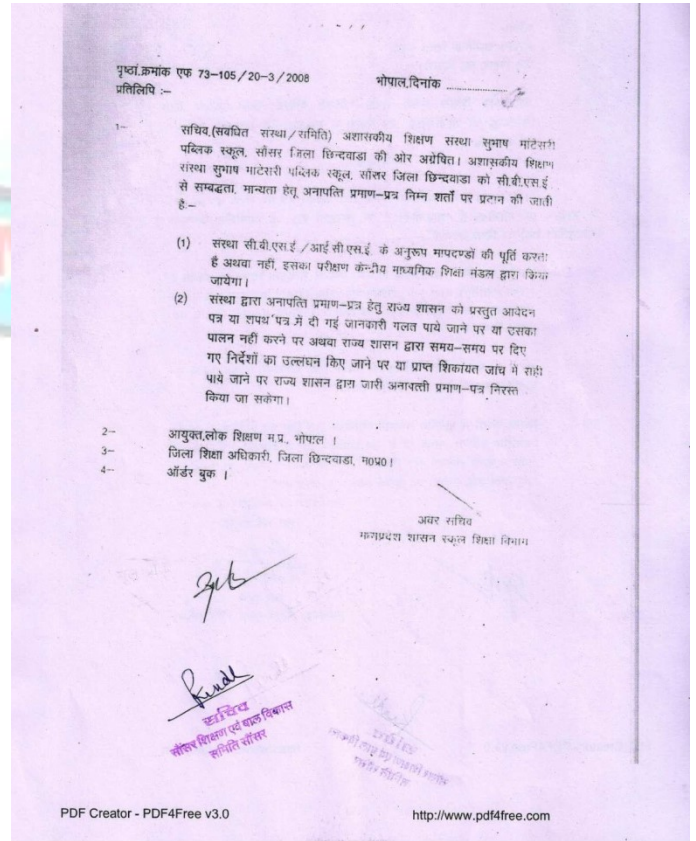 पृष्ठां.क्रमांक एफ 73-105/20-3/2008 भोपाल,दिनांक ................
प्रतिलिपि :--
1-- सचिव,(सबंधित संस्था/समिति) अशासकीय शिक्षण संस्था सुभाष मांटेसरी
पब्लिक स्कूल, सौंसर जिला छिन्दवाडा की ओर अग्रेषित। अशासकीय शिक्षण
संस्था सुभाष मांटेसरी पब्लिक स्कूल, सौंसर जिला छिन्दवाडा को सी.बी.एस.ई
से सम्बद्धता, मान्यता हेतू अनापत्ति प्रमाण-प्रत्र निम्न शर्तों पर प्रदान की जाती
है:--
(1) संस्था सी.बी.एस.ई /आई.सी.एस.ई. के अनुरूप मापदण्डों की पूर्ति करता
है अथवा नहीं, इसका परीक्षण केन्द्रीय माध्यमिक शिक्षा मंडल द्वारा किया
जायेगा।
(2) संस्था द्वारा अनापत्ति प्रमाण-प्रत्र हेतु राज्य शासन को प्रस्तुत आवेदन
पत्र या शपथ पत्र में दी गई जानकारी गलत पाये जाने पर या उसका
पालन नहीं करने पर अथवा राज्य शासन द्वारा समय-समय पर दिए
गए निर्देशों का उल्लघंन किए जाने पर या प्राप्त शिकांयत जांच में सही
पाये जाने पर राज्य शासन द्वारा जारी अनापत्ती प्रमाण-पत्र निरस्त
किया जा सकेगा।
2-- आयुक्त,लोक शिक्षण म.प्र., भोपाल ।
3-- जिला शिक्षा अधिकारी, जिला छिन्दवाडा, म0प्र0।
4-- ऑर्डर बुक ।
अवर सचिव
मध्यप्रदेश शासन स्कूल शिक्षा विभाग
सचिव
सौंसर शिक्षण एवं बाल विकास
समिति सौंसर
PDF Creator - PDF4Free v3.0 http://www.pdf4free.com